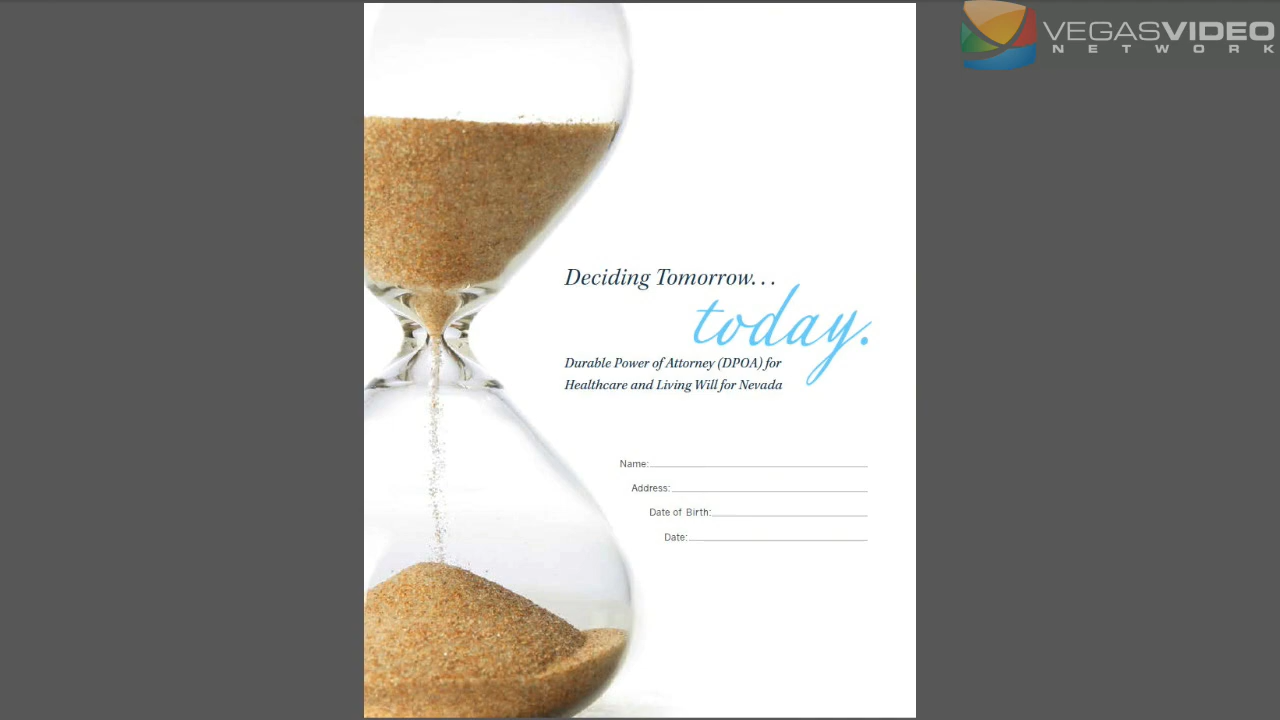 VEGASVIDEO
NETWORK
Deciding Tomorrow...
today.
Durable Power of Attorney (DPOA) for
Healthcare and Living Will for Nevada
Name:
Address:
Date of Birth:
Date: